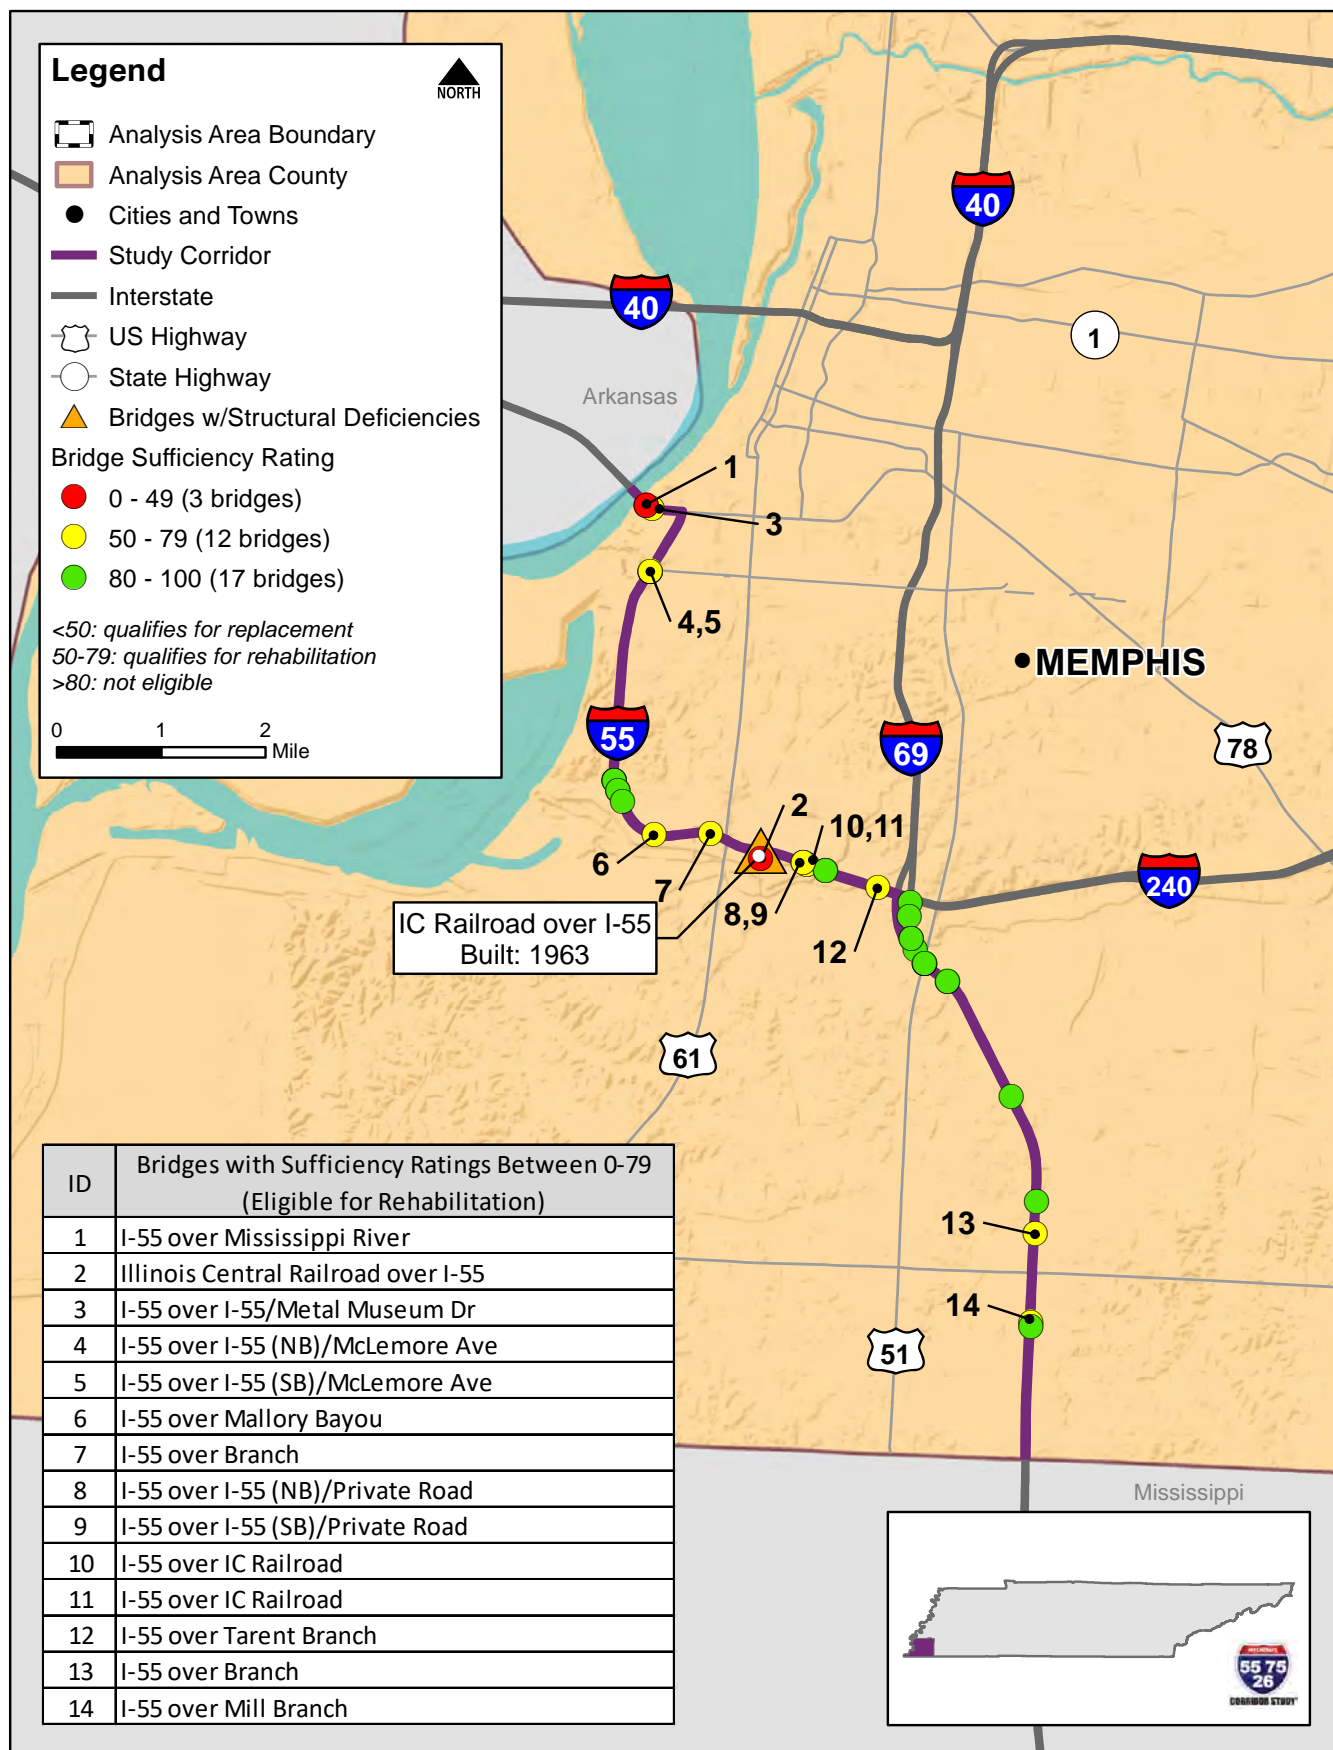 Legend
NORTH
Analysis Area Boundary
Analysis Area County
Cities and Towns
Study Corridor
Interstate
US Highway
State Highway
Bridges w/Structural Deficiencies
Bridge Sufficiency Rating
0 - 49 (3 bridges)
50 - 79 (12 bridges)
80 - 100 (17 bridges)
<50: qualifies for replacement
50-79: qualifies for rehabilitation
>80: not eligible
0 1 2
Mile
40
40
1
Arkansas
1
3
4,5
MEMPHIS
55
69
78
2
10,11
6
7
8,9
240
12
IC Railroad over I-55
Built: 1963
61
13
14
51
Mississippi
ID Bridges with Sufficiency Ratings Between 0-79
(Eligible for Rehabilitation)
1 I-55 over Mississippi River
2 Illinois Central Railroad over I-55
3 I-55 over I-55/Metal Museum Dr
4 I-55 over I-55 (NB)/McLemore Ave
5 I-55 over I-55 (SB)/McLemore Ave
6 I-55 over Mallory Bayou
7 I-55 over Branch
8 I-55 over I-55 (NB)/Private Road
9 I-55 over I-55 (SB)/Private Road
10 I-55 over IC Railroad
11 I-55 over IC Railroad
12 I-55 over Tarent Branch
13 I-55 over Branch
14 I-55 over Mill Branch
INTERSTATE
55 75
26
CORRIDOR STUDY